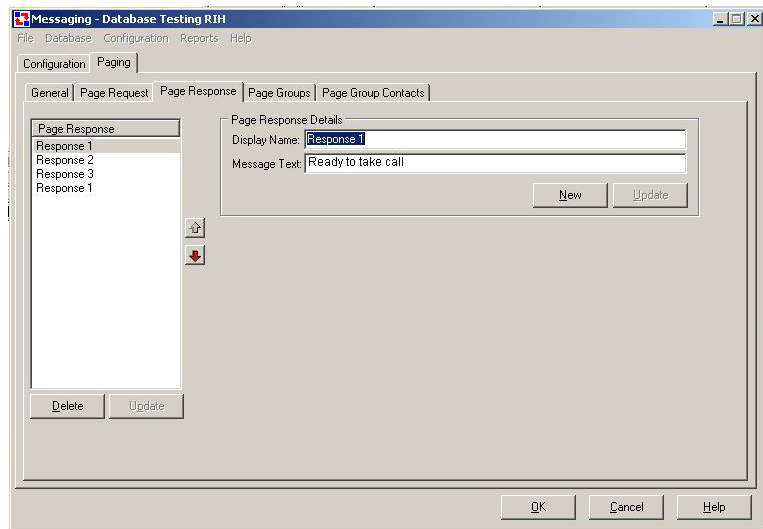 Messaging - Database Testing RIH
File Database Configuration Reports Help
Configuration Paging
General Page Request Page Response Page Groups Page Group Contacts
Page Response
Response 1
Response 2
Response 3
Response 1
Page Response Details
Display Name: Response 1
Message Text: Ready to take call
New Update
Delete Update
OK Cancel Help